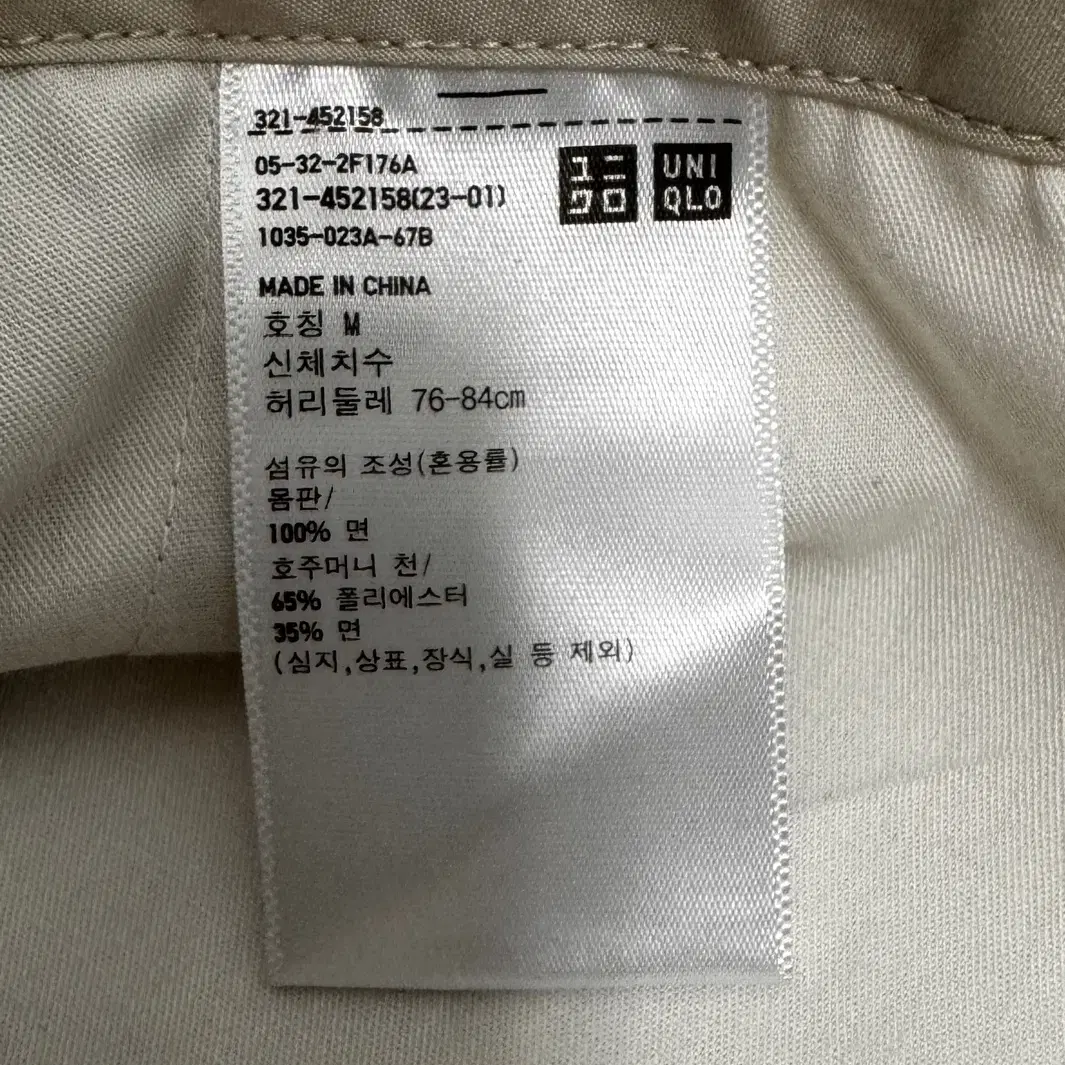 321-452158
05-32-2F176A
321-452158(23-01)
1035-023A-67B
ユニ
クロ
UNI
QLO
MADE IN CHINA
호칭 M
신체치수
허리둘레 76-84cm
섬유의 조성(혼용률)
몸판/
100% 면
호주머니 천/
65% 폴리에스터
35% 면
(심지,상표,장식,실 등 제외)